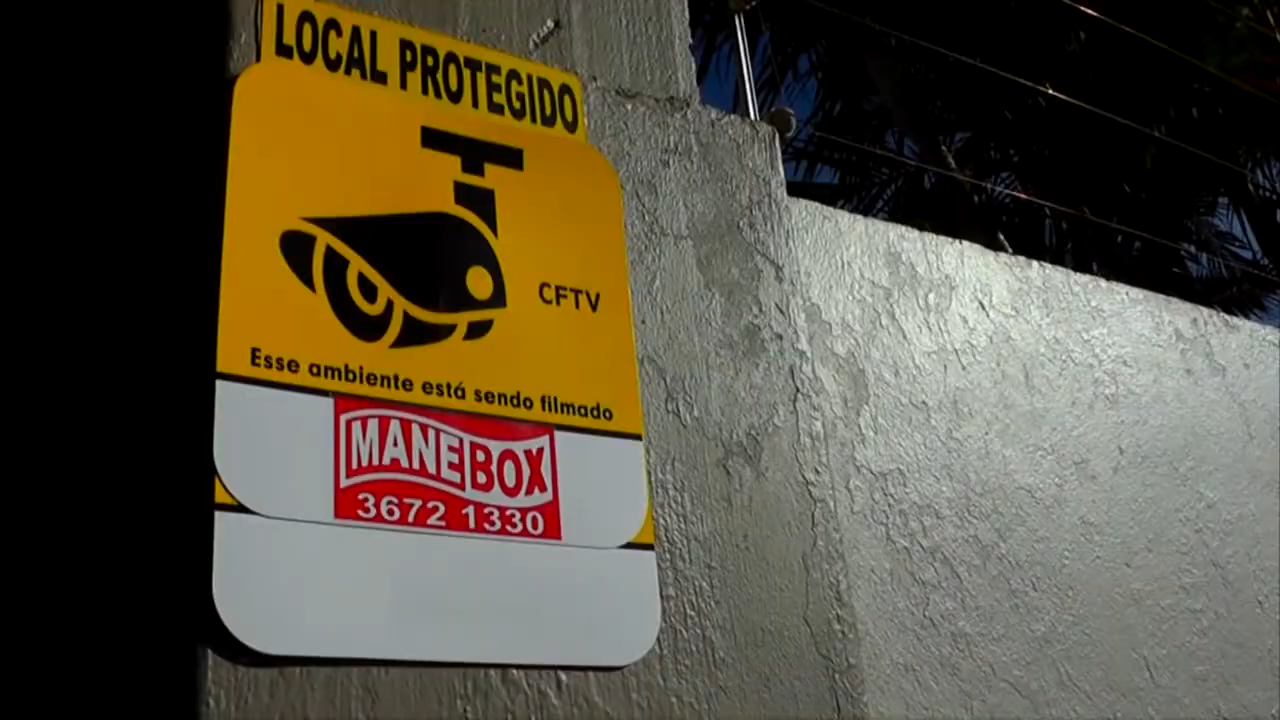 LOCAL PROTEGIDO
CFTV
Esse ambiente está sendo filmado
MANEBOX
3672 1330